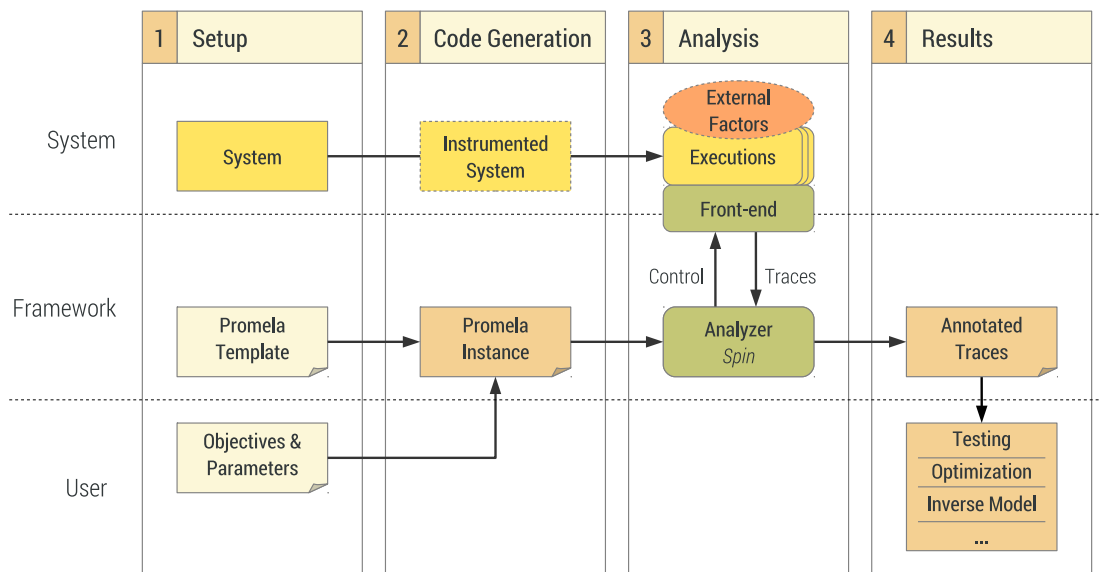 1 Setup
2 Code Generation
3 Analysis
4 Results
System
System
Instrumented
System
External
Factors
Executions
Front-end
Control
Traces
Framework
Promela
Template
Promela
Instance
Analyzer
Spin
Annotated
Traces
User
Objectives &
Parameters
Testing
Optimization
Inverse Model
...